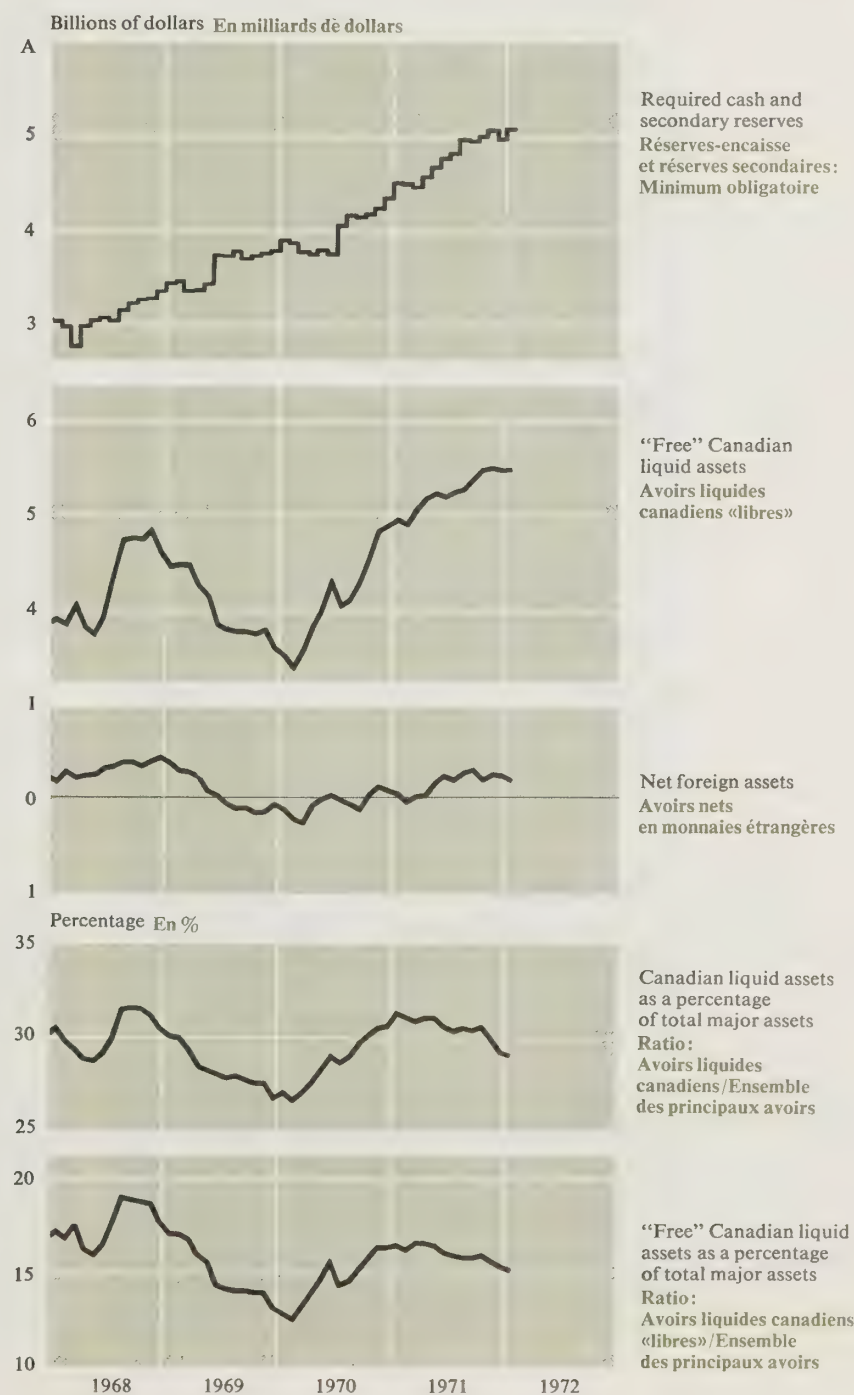 Billions of dollars En milliards de dollars
A
5
4
3
Required cash and
secondary reserves
Réserves-encaisse
et réserves secondaires:
Minimum obligatoire
6
5
4
"Free" Canadian
liquid assets
Avoirs liquides
canadiens «libres»
1
0
1
Net foreign assets
Avoirs nets
en monnaies étrangères
Percentage En %
35
30
25
Canadian liquid assets
as a percentage
of total major assets
Ratio:
Avoirs liquides
canadiens/Ensemble
des principaux avoirs
20
15
10
"Free" Canadian liquid
assets as a percentage
of total major assets
Ratio:
Avoirs liquides canadiens
«libres»/Ensemble
des principaux avoirs
1968 1969 1970 1971 1972